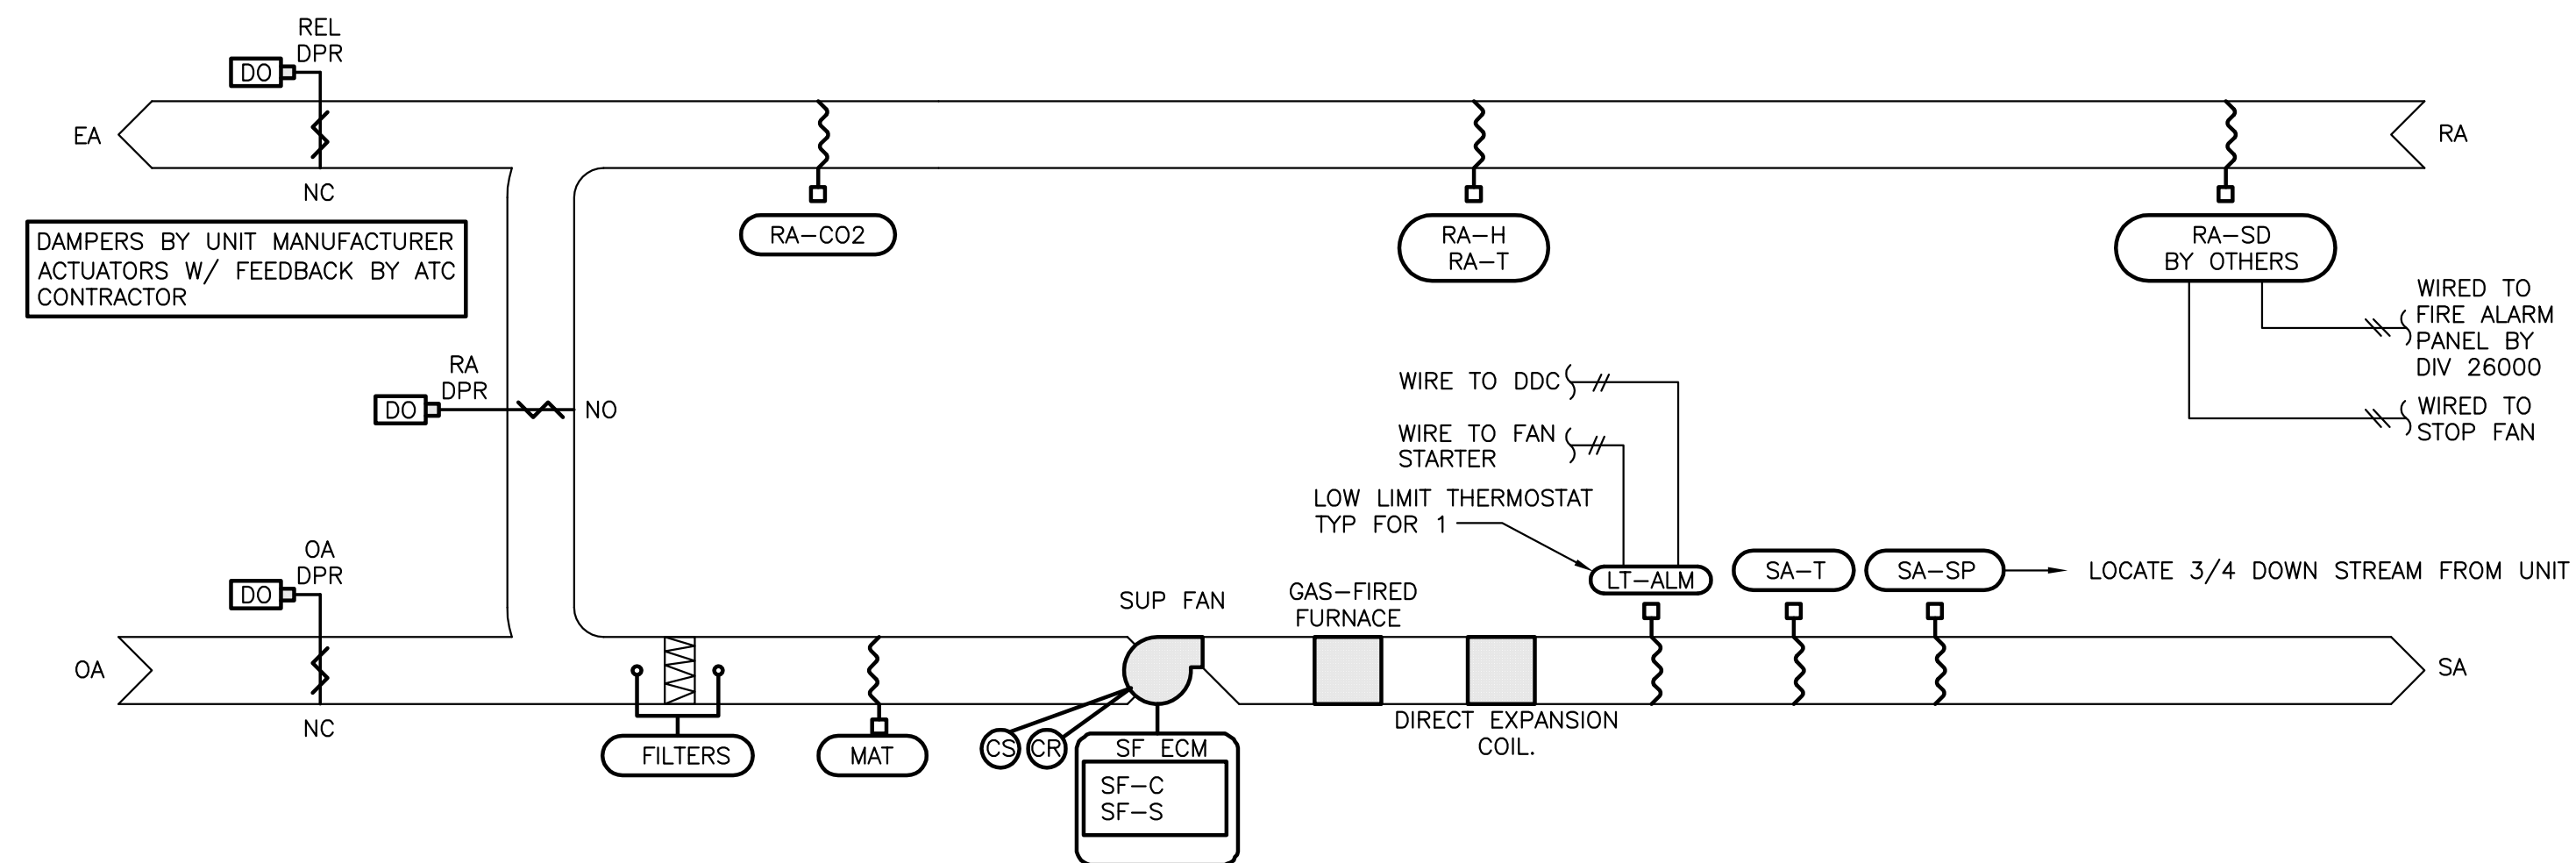 REL
DPR
DO
EA
RA
NC
DAMPERS BY UNIT MANUFACTURER
ACTUATORS W/ FEEDBACK BY ATC
CONTRACTOR
RA-CO2
RA-H
RA-T
RA-SD
BY OTHERS
WIRED TO
FIRE ALARM
PANEL BY
DIV 26000
WIRED TO
STOP FAN
RA
DPR
DO
NO
WIRE TO DDC
WIRE TO FAN
STARTER
LOW LIMIT THERMOSTAT
TYP FOR 1
OA
DPR
DO
OA
NC
SUP FAN
GAS-FIRED
FURNACE
LT-ALM
SA-T
SA-SP
LOCATE 3/4 DOWN STREAM FROM UNIT
SA
DIRECT EXPANSION
COIL.
FILTERS
MAT
CS
CR
SF ECM
SF-C
SF-S